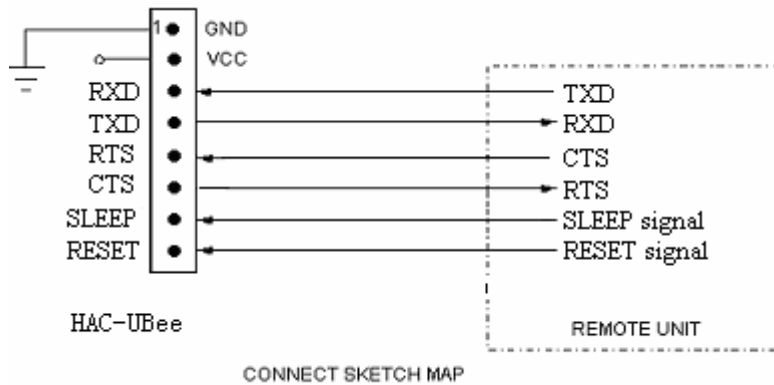 1 GND
VCC
RXD TXD
TXD RXD
RTS CTS
CTS RTS
SLEEP SLEEP signal
RESET RESET signal
HAC-UBee REMOTE UNIT
CONNECT SKETCH MAP